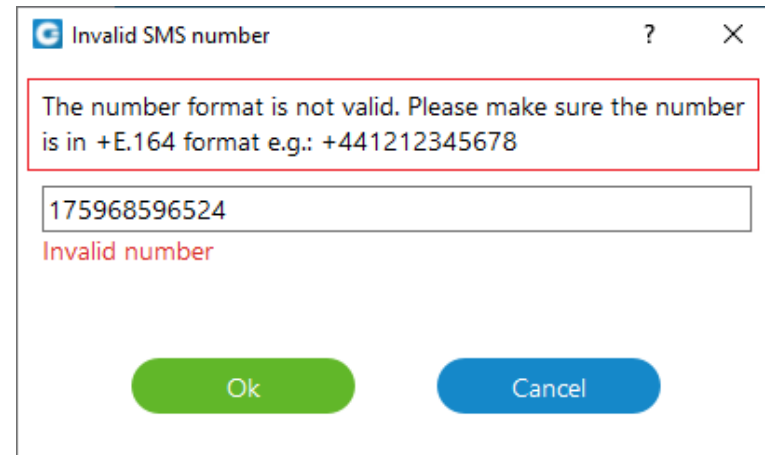 Invalid SMS number
The number format is not valid. Please make sure the number
is in +E.164 format e.g.: +441212345678
175968596524
Invalid number
Ok Cancel